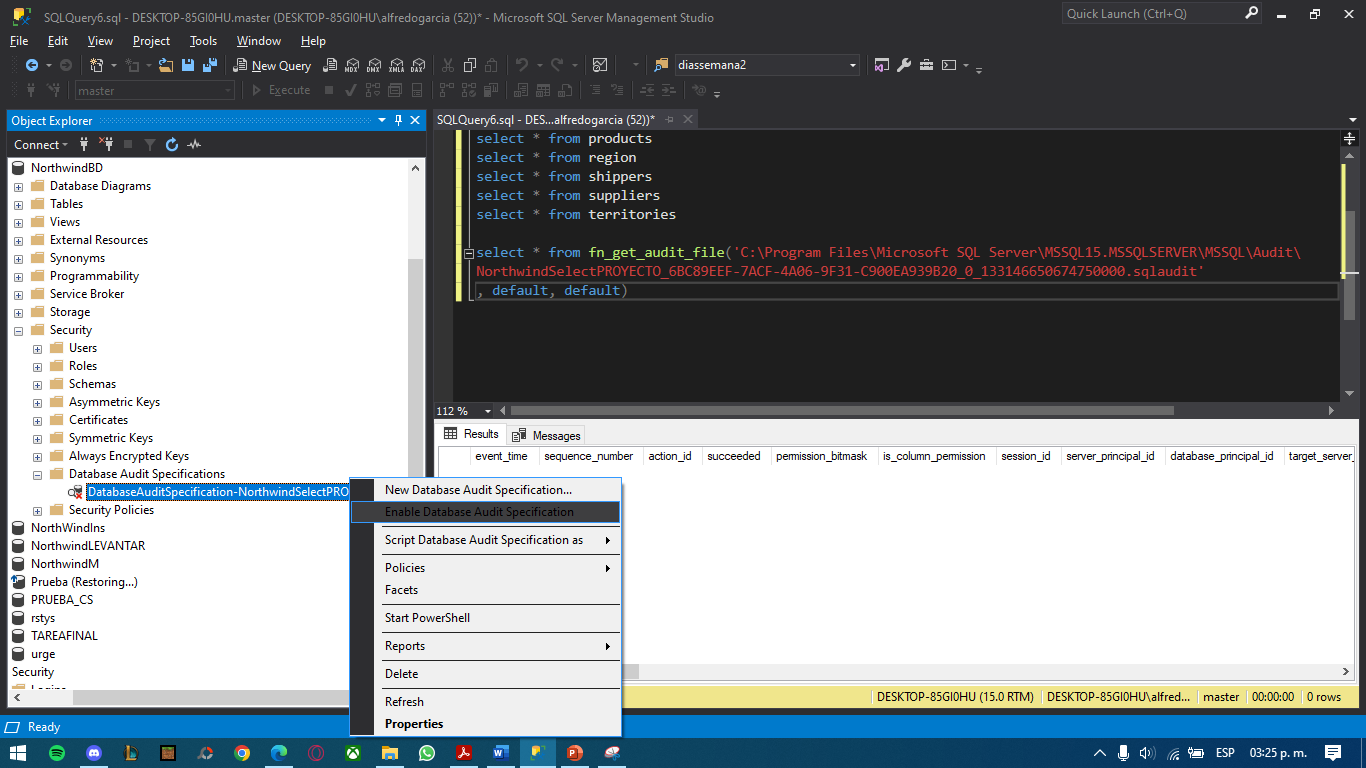 SQLQuery6.sql - DESKTOP-85GI0HU.master (DESKTOP-85GI0HU\alfredogarcia (52))* - Microsoft SQL Server Management Studio
Quick Launch (Ctrl+Q)
File Edit View Project Tools Window Help
New Query
MDX DMX XMLA DAX
diassemana2
master
Execute
Object Explorer
Connect
NorthwindBD
Database Diagrams
Tables
Views
External Resources
Synonyms
Programmability
Service Broker
Storage
Security
Users
Roles
Schemas
Asymmetric Keys
Certificates
Symmetric Keys
Always Encrypted Keys
Database Audit Specifications
DatabaseAuditSpecification-NorthwindSelectPRO
Security Policies
NorthWindIns
NorthwindLEVANTAR
NorthwindM
Prueba (Restoring...)
PRUEBA_CS
rstys
TAREAFINAL
urge
Security
Logins
New Database Audit Specification...
Enable Database Audit Specification
Script Database Audit Specification as
Policies
Facets
Start PowerShell
Reports
Delete
Refresh
Properties
SQLQuery6.sql - DES...alfredogarcia (52))*
select * from products
select * from region
select * from shippers
select * from suppliers
select * from territories
select * from fn_get_audit_file('C:\Program Files\Microsoft SQL Server\MSSQL15.MSSQLSERVER\MSSQL\Audit\
NorthwindSelectPROYECTO_6BC89EEF-7ACF-4A06-9F31-C900EA939B20_0_133146650674750000.sqlaudit'
, default, default)
112 %
Results Messages
event_time sequence_number action_id succeeded permission_bitmask is_column_permission session_id server_principal_id database_principal_id target_server_
DESKTOP-85GI0HU (15.0 RTM) DESKTOP-85GI0HU\alfred... master 00:00:00 0 rows
Ready
ESP 03:25 p. m.